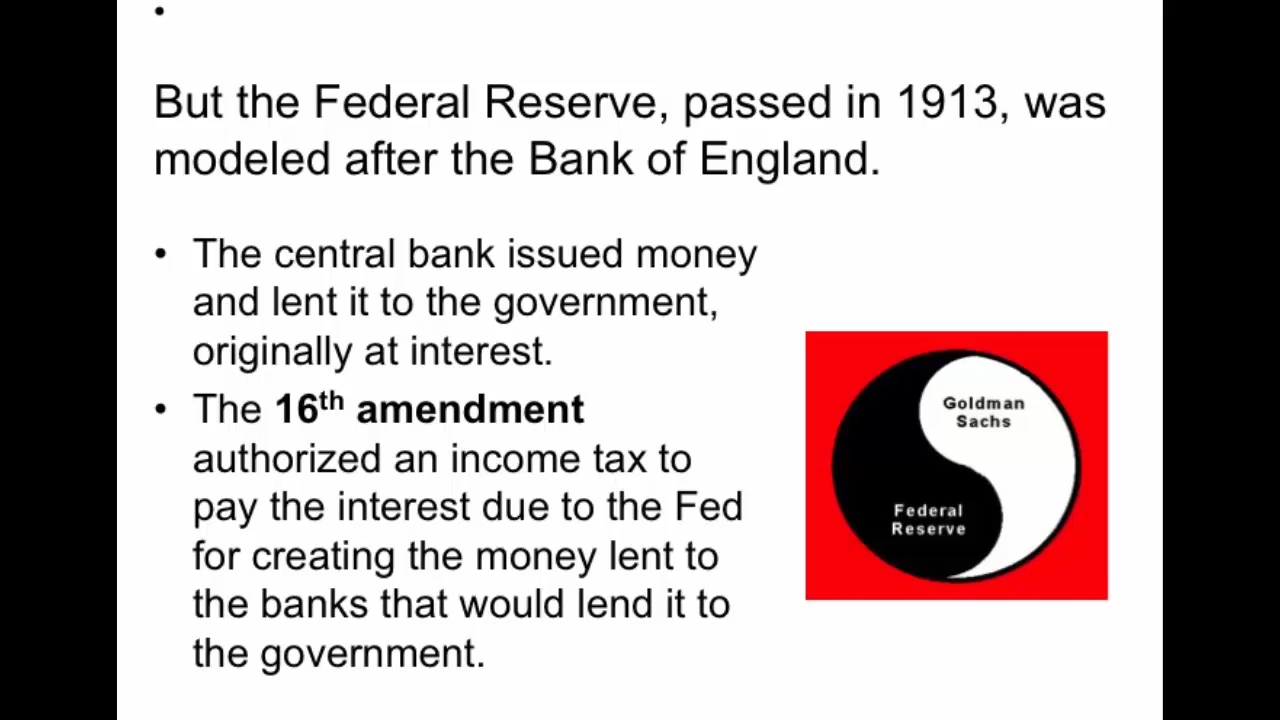 •
But the Federal Reserve, passed in 1913, was
modeled after the Bank of England.
• The central bank issued money
and lent it to the government,
originally at interest.
• The 16th amendment
authorized an income tax to
pay the interest due to the Fed
for creating the money lent to
the banks that would lend it to
the government.
Goldman
Sachs
Federal
Reserve